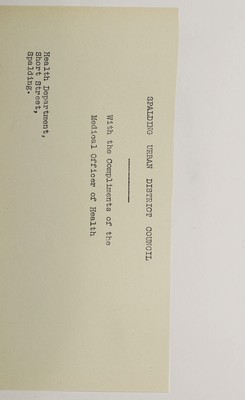 SPALDING URBAN DISTRICT COUNCIL
With the Compliments of the
Medical Officer of Health
Health Department,
Short Street,
Spalding.